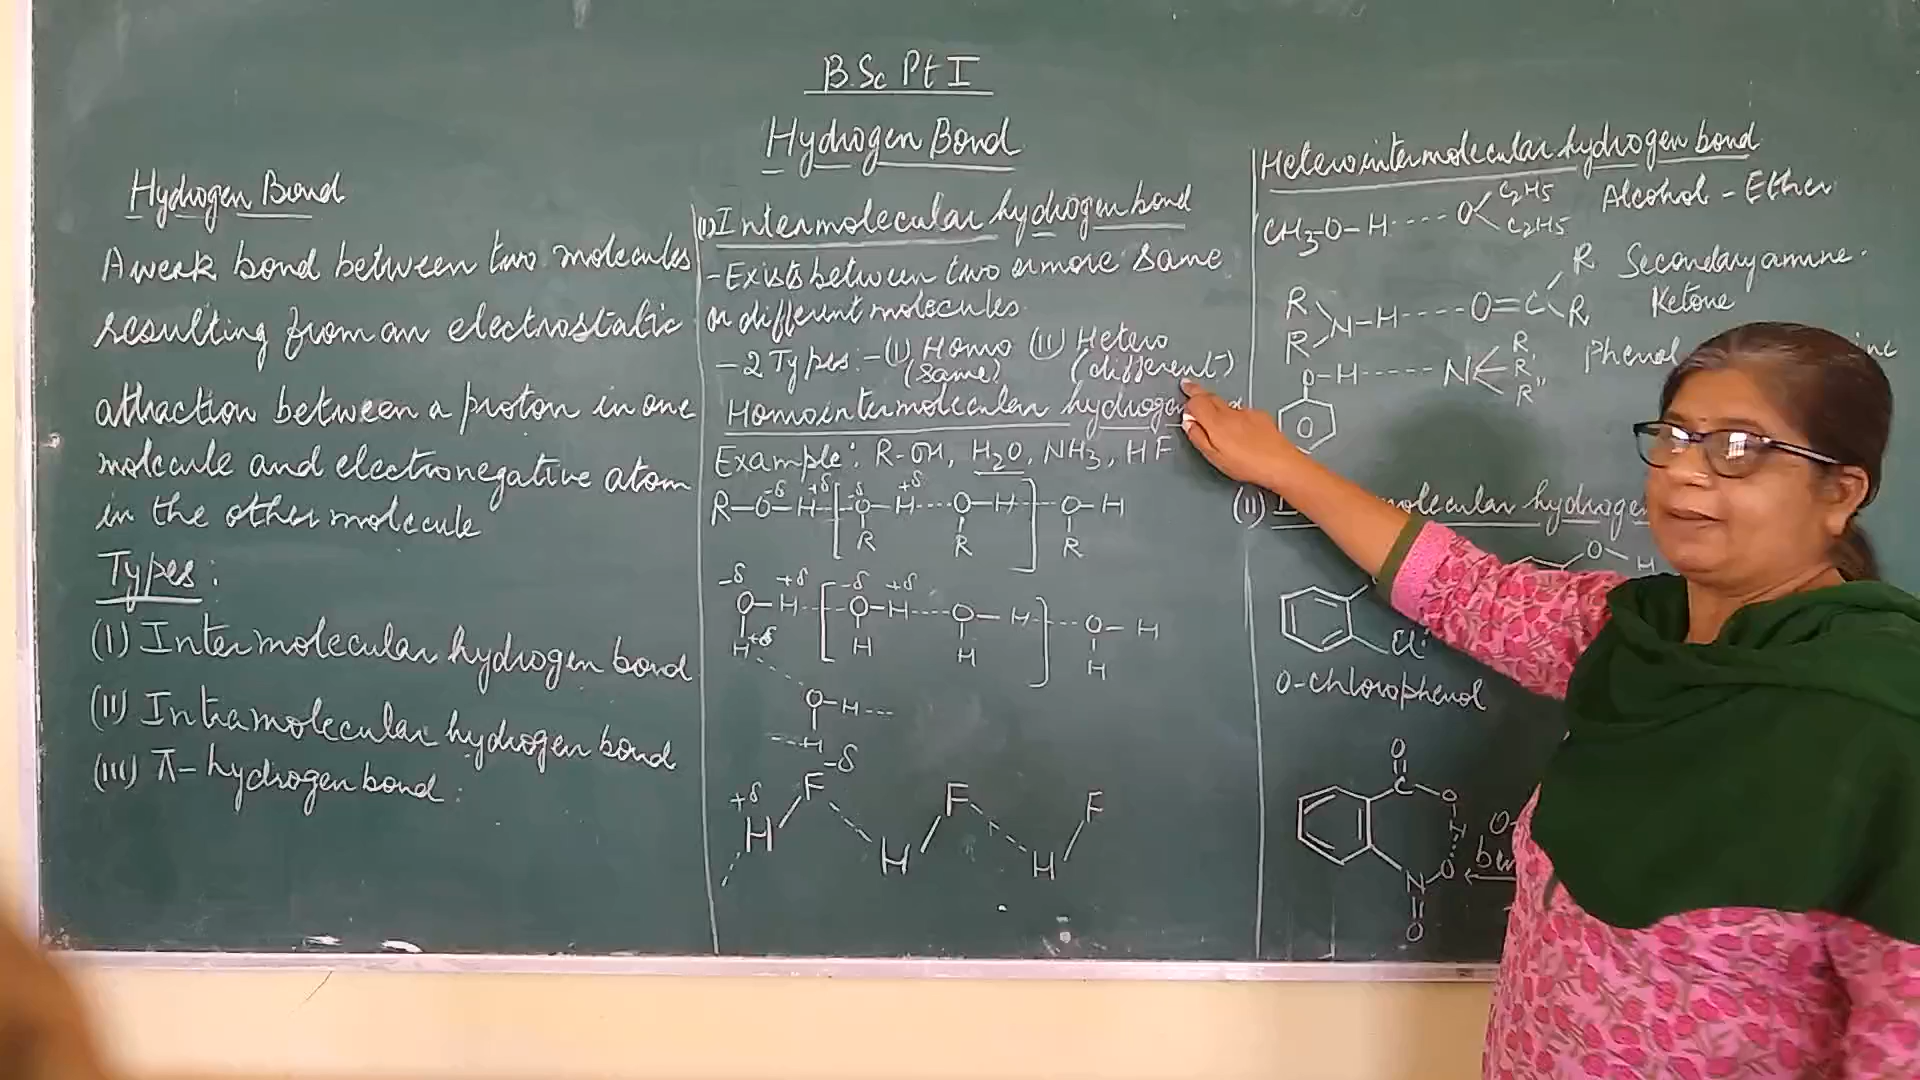 B.Sc Pt I
Hydrogen Bond
Hydrogen Bond
A weak bond between two molecules
resulting from an electrostatic
attraction between a proton in one
molecule and electronegative atom
in the other molecule
Types:
(I) Intermolecular hydrogen bond
(II) Intramolecular hydrogen bond
(III) π- hydrogen bond.
(I) Intermolecular hydrogen bond
- Exists between two or more same
or different molecules.
- 2 Types:- (I) Homo (II) Hetero
(same) (different)
Homointermolecular hydrogen
Example: R-OH, H2O, NH3, HF
-δ +δ -δ +δ
R-O-H---[O-H----O-H]---O-H
R R R
-δ +δ -δ +δ
O-H---[O-H----O-H]---O-H
H +δ H H H
O-H---
---H
-δ
+δ F F F
H H H
Heterointermolecular hydrogen bond
C2H5 Alcohol - Ether
CH3-O-H----O
C2H5
R Secondary amine.
R Ketone
N-H----O=C R
R
R Phenol
O-H-----N R
R"
O
(II) molecular hydrogen
O H
Cl
O-chlorophenol
O
C O
H
O
N
O